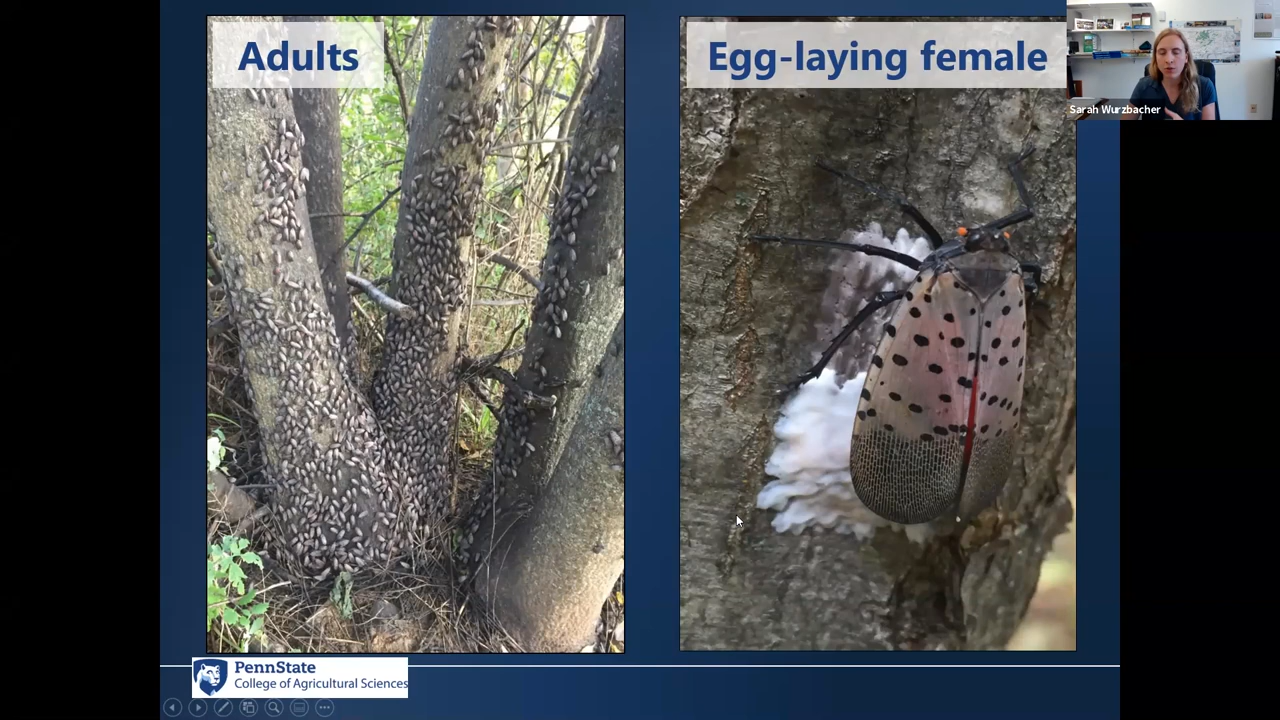 Adults
Egg-laying female
Sarah Wurzbacher
PennState
College of Agricultural Sciences